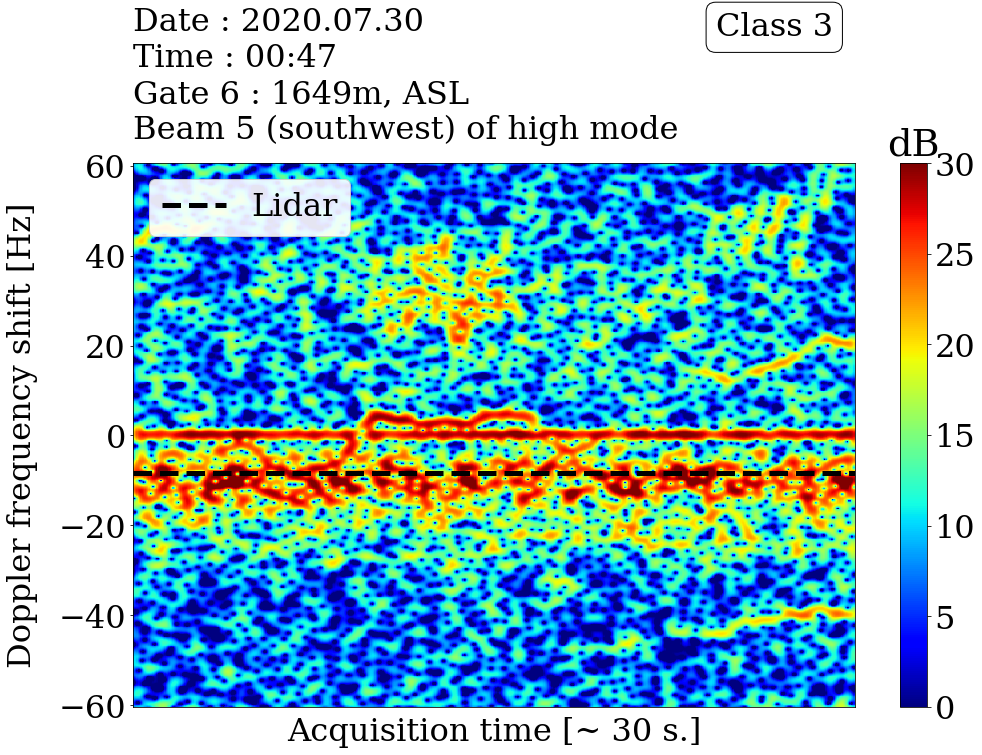 Date : 2020.07.30
Time : 00:47
Gate 6 : 1649m, ASL
Beam 5 (southwest) of high mode
Class 3
dB
Lidar
Doppler frequency shift [Hz]
60
40
20
0
−20
−40
−60
30
25
20
15
10
5
0
Acquisition time [~ 30 s.]